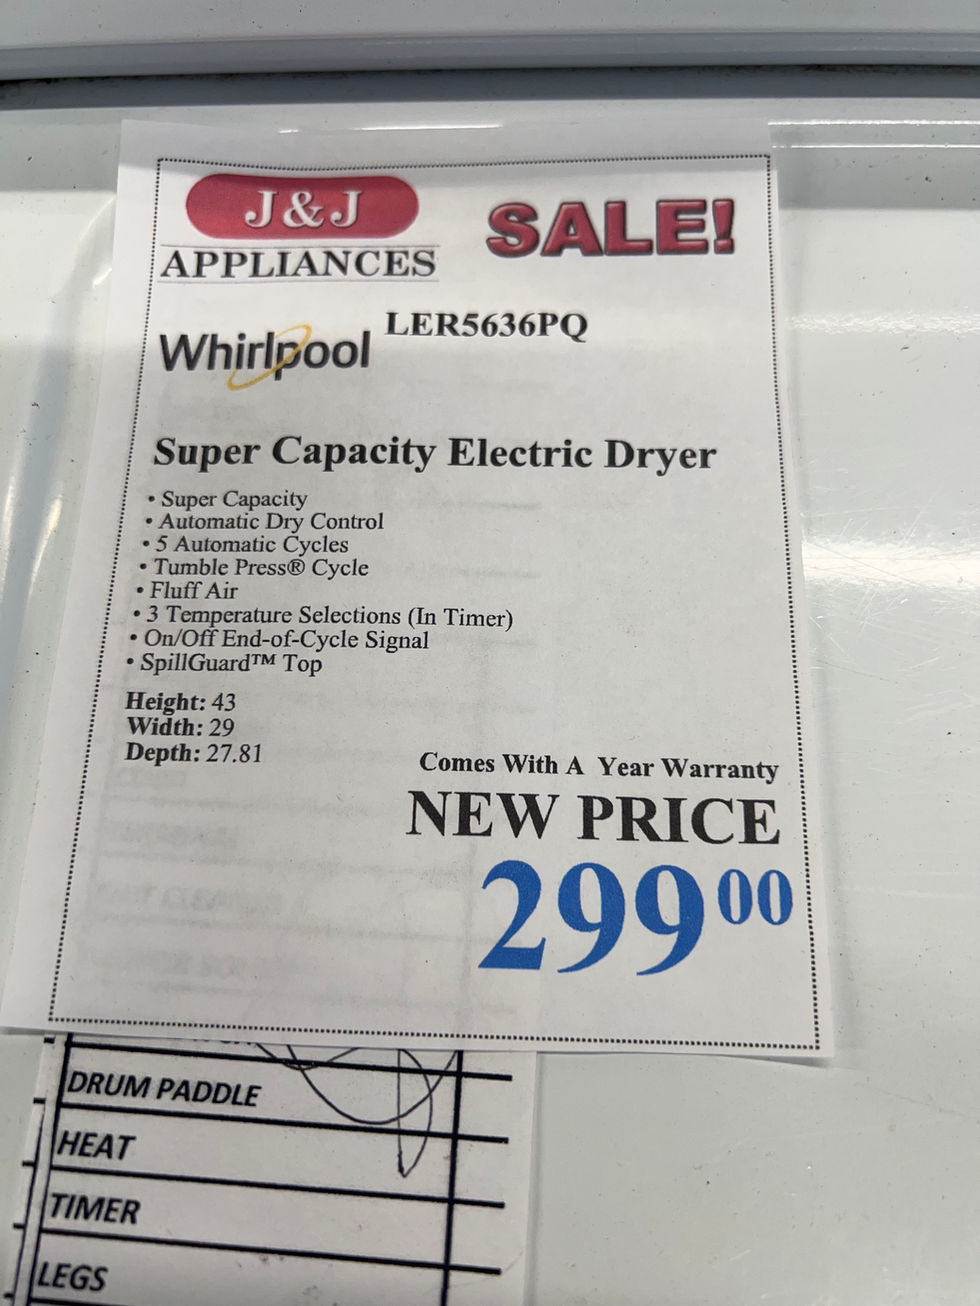 J&J
APPLIANCES
SALE!
Whirlpool
LER5636PQ
Super Capacity Electric Dryer
• Super Capacity
• Automatic Dry Control
• 5 Automatic Cycles
• Tumble Press® Cycle
• Fluff Air
• 3 Temperature Selections (In Timer)
• On/Off End-of-Cycle Signal
• SpillGuard™ Top
Height: 43
Width: 29
Depth: 27.81
Comes With A Year Warranty
NEW PRICE
299 00
DRUM PADDLE
HEAT
TIMER
LEGS